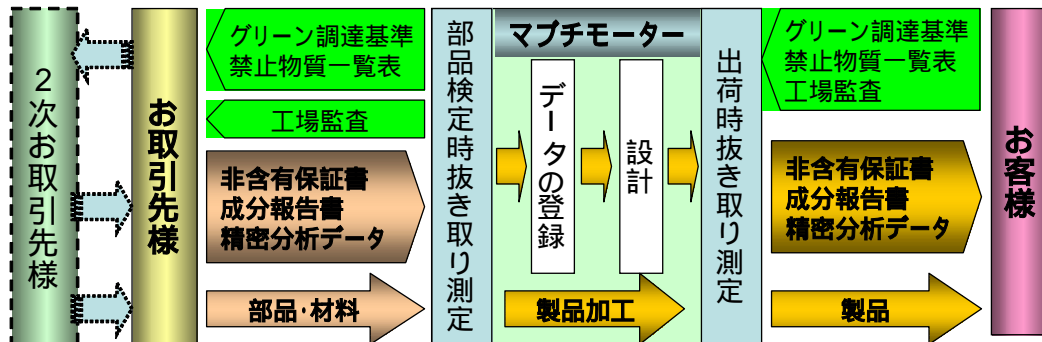 2次お取引先様
お取引先様
グリーン調達基準
禁止物質一覧表
工場監査
非含有保証書
成分報告書
精密分析データ
部品・材料
部品検定時抜き取り測定
マブチモーター
データの登録
設計
製品加工
出荷時抜き取り測定
グリーン調達基準
禁止物質一覧表
工場監査
非含有保証書
成分報告書
精密分析データ
製品
お客様